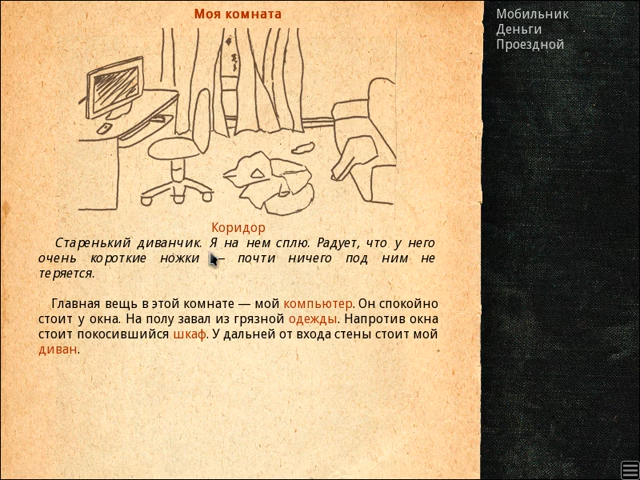 Моя комната
Мобильник
Деньги
Проездной
Коридор
Старенький диванчик. Я на нем сплю. Радует, что у него
очень короткие ножки — почти ничего под ним не
теряется.
Главная вещь в этой комнате — мой компьютер. Он спокойно
стоит у окна. На полу завал из грязной одежды. Напротив окна
стоит покосившийся шкаф. У дальней от входа стены стоит мой
диван.